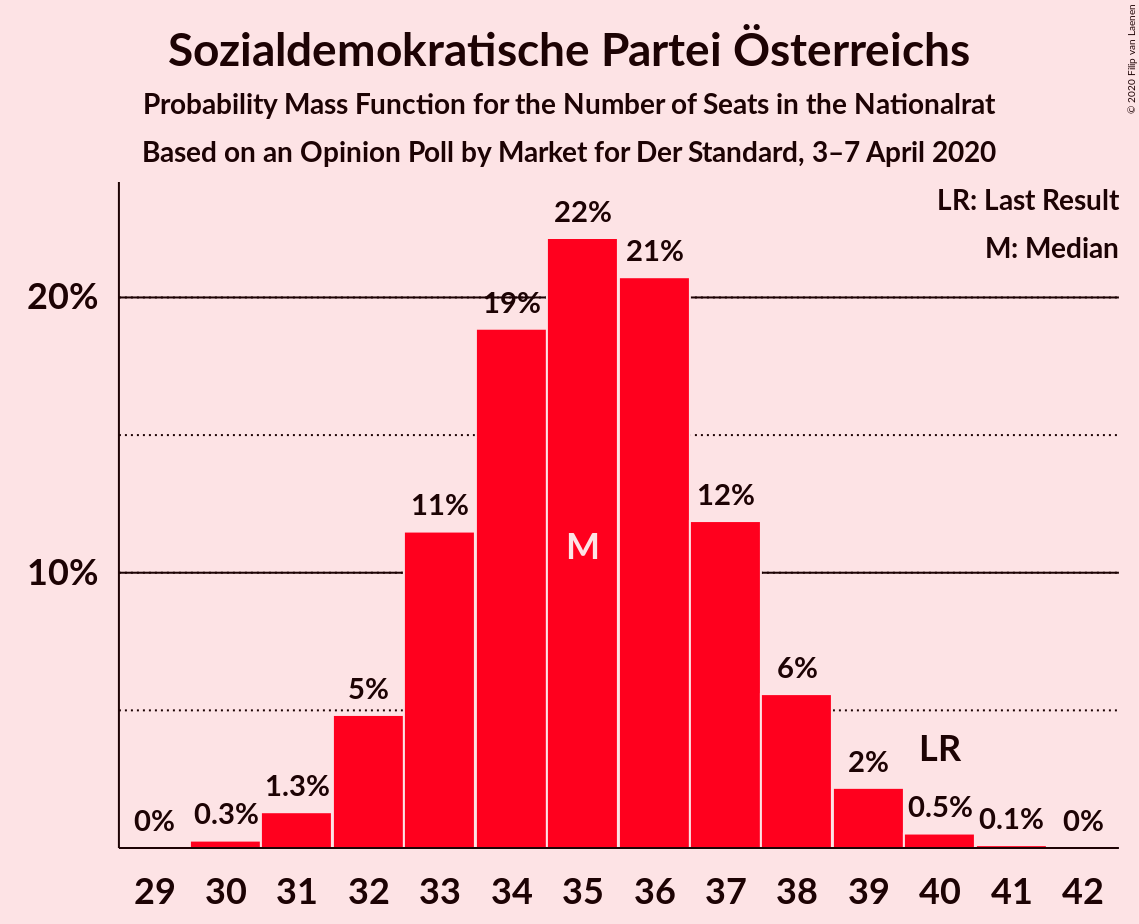 Sozialdemokratische Partei Österreichs
Probability Mass Function for the Number of Seats in the Nationalrat
Based on an Opinion Poll by Market for Der Standard, 3–7 April 2020
© 2020 Filip van Laenen
LR: Last Result
M: Median
20%
10%
0%
0.3%
1.3%
5%
11%
19%
22%
21%
12%
6%
2%
0.5%
0.1%
0%
M
LR
29 30 31 32 33 34 35 36 37 38 39 40 41 42